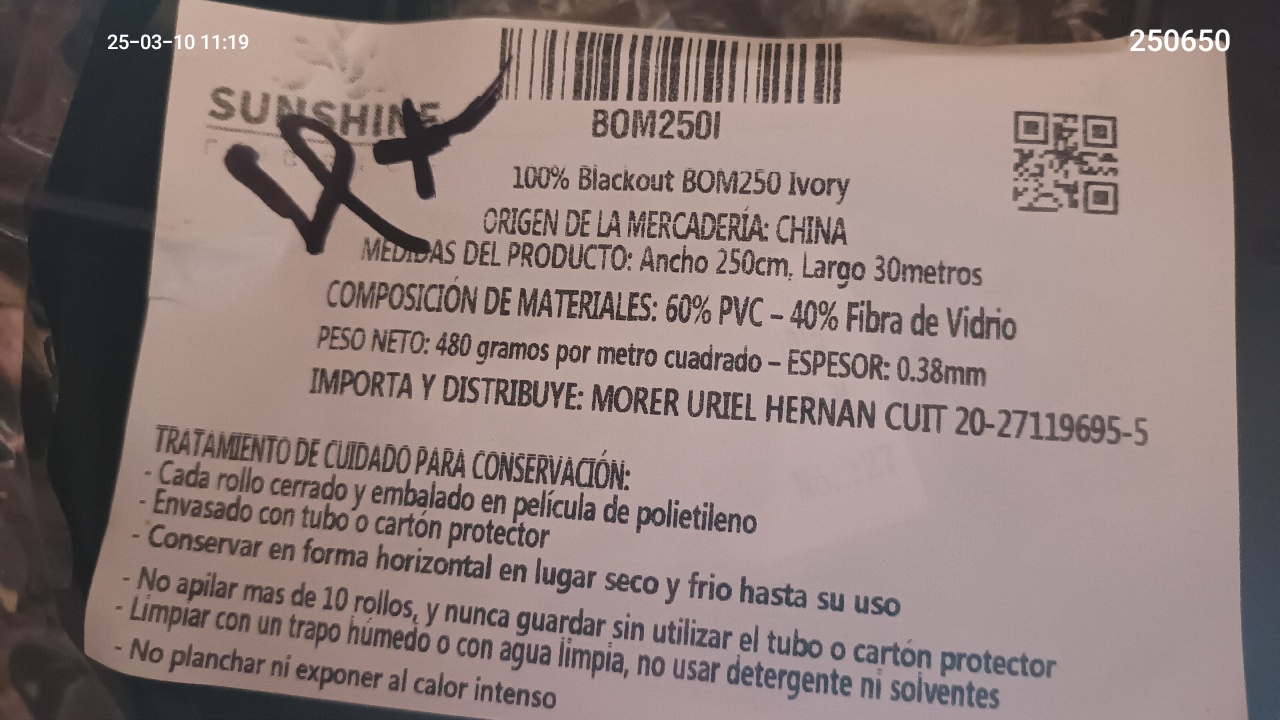 25-03-10 11:19
250650
SUNSHINE
BOM250I
100% Blackout BOM250 Ivory
ORIGEN DE LA MERCADERÍA: CHINA
MEDIDAS DEL PRODUCTO: Ancho 250cm, Largo 30metros
COMPOSICIÓN DE MATERIALES: 60% PVC – 40% Fibra de Vidrio
PESO NETO: 480 gramos por metro cuadrado – ESPESOR: 0.38mm
IMPORTA Y DISTRIBUYE: MORER URIEL HERNAN CUIT 20-27119695-5
TRATAMIENTO DE CUIDADO PARA CONSERVACIÓN:
- Cada rollo cerrado y embalado en película de polietileno
- Envasado con tubo o cartón protector
- Conservar en forma horizontal en lugar seco y frio hasta su uso
- No apilar mas de 10 rollos, y nunca guardar sin utilizar el tubo o cartón protector
- Limpiar con un trapo húmedo o con agua limpia, no usar detergente ni solventes
- No planchar ni exponer al calor intenso